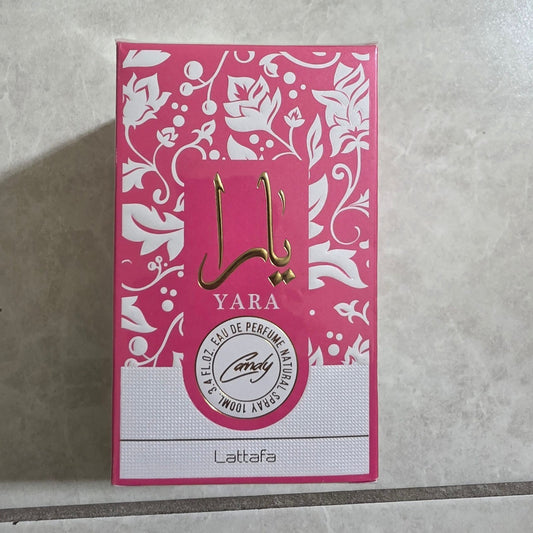 يارا
YARA
3.4 FL.OZ. EAU DE PERFUME NATURAL SPRAY 100ML.
Candy
Lattafa